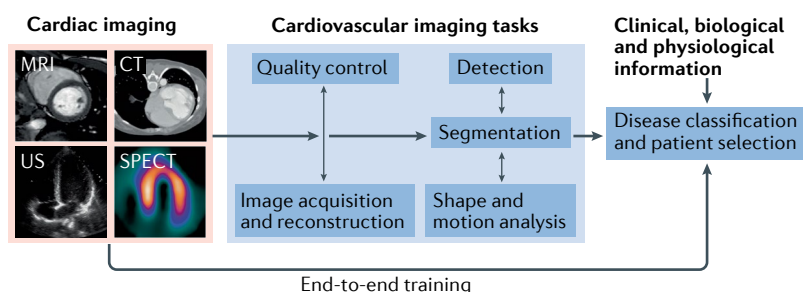 Cardiac imaging
MRI
CT
US
SPECT
Cardiovascular imaging tasks
Quality control
Detection
Segmentation
Image acquisition
and reconstruction
Shape and
motion analysis
Clinical, biological
and physiological
information
Disease classification
and patient selection
End-to-end training